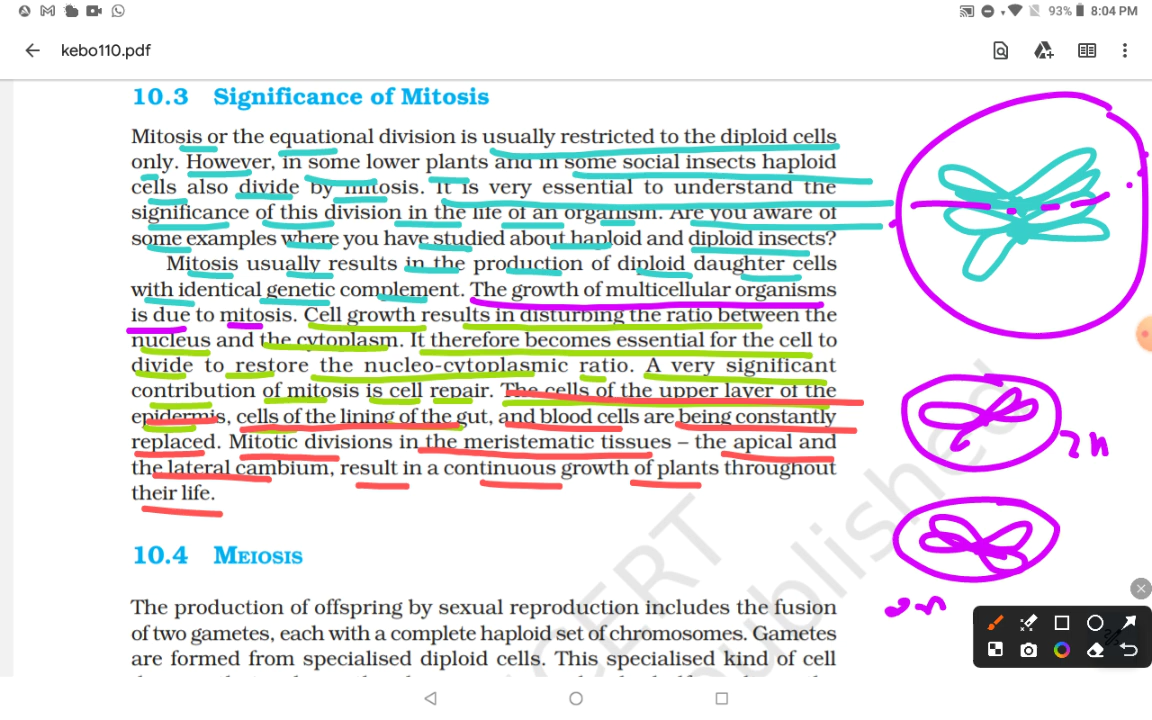 93% 8:04 PM
kebo110.pdf
10.3 Significance of Mitosis
Mitosis or the equational division is usually restricted to the diploid cells
only. However, in some lower plants and in some social insects haploid
cells also divide by mitosis. It is very essential to understand the
significance of this division in the life of an organism. Are you aware of
some examples where you have studied about haploid and diploid insects?
Mitosis usually results in the production of diploid daughter cells
with identical genetic complement. The growth of multicellular organisms
is due to mitosis. Cell growth results in disturbing the ratio between the
nucleus and the cytoplasm. It therefore becomes essential for the cell to
divide to restore the nucleo-cytoplasmic ratio. A very significant
contribution of mitosis is cell repair. The cells of the upper layer of the
epidermis, cells of the lining of the gut, and blood cells are being constantly
replaced. Mitotic divisions in the meristematic tissues – the apical and
the lateral cambium, result in a continuous growth of plants throughout
their life.
2n
2n
10.4 MEIOSIS
The production of offspring by sexual reproduction includes the fusion
of two gametes, each with a complete haploid set of chromosomes. Gametes
are formed from specialised diploid cells. This specialised kind of cell